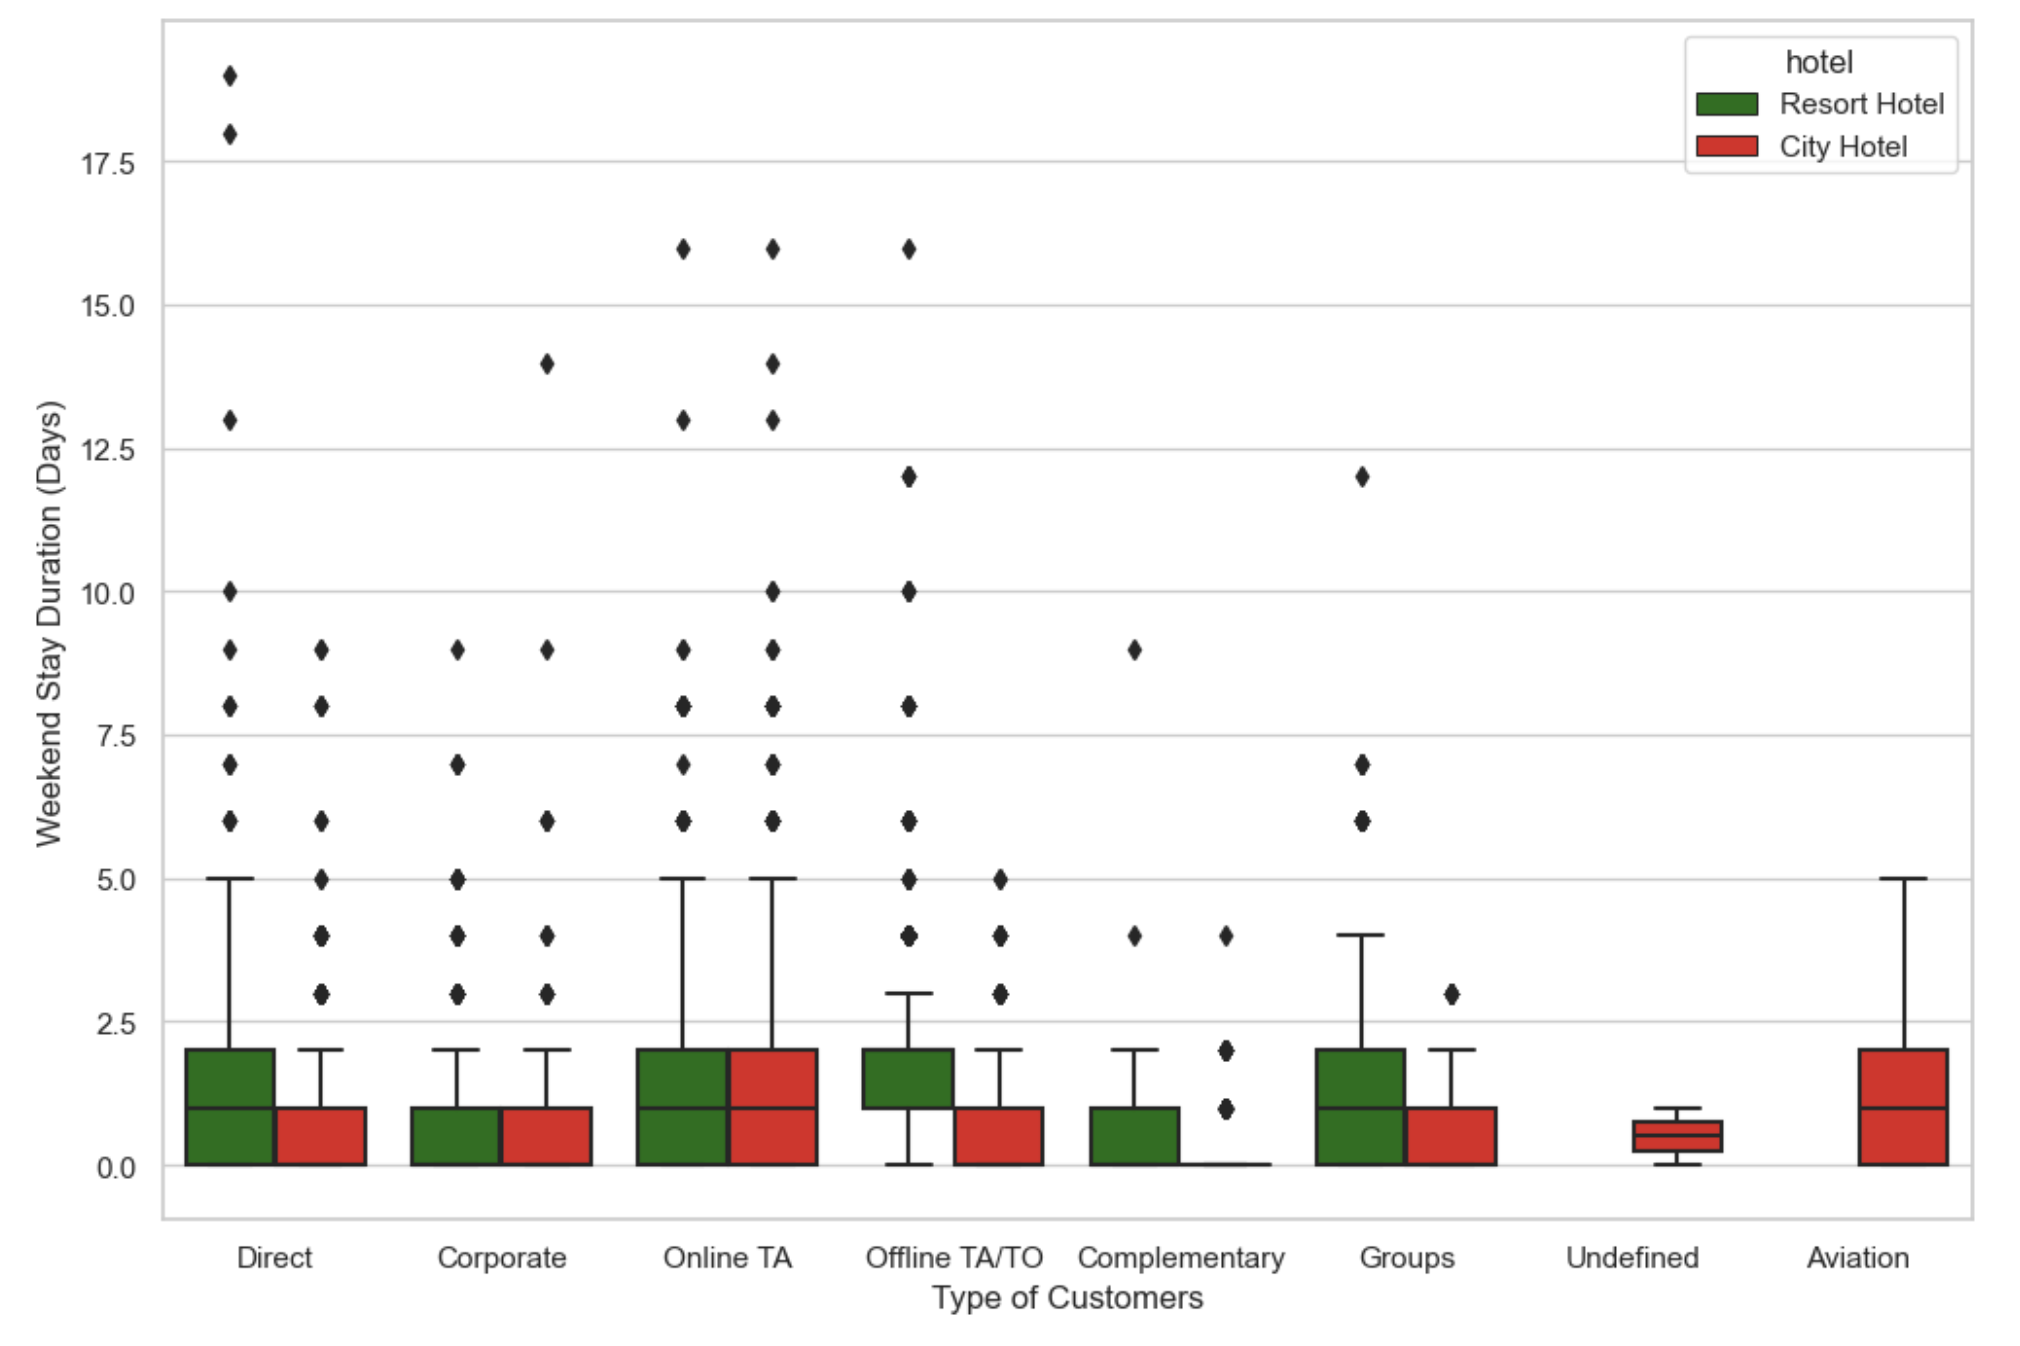 hotel
Resort Hotel
City Hotel
Weekend Stay Duration (Days)
17.5
15.0
12.5
10.0
7.5
5.0
2.5
0.0
Direct Corporate Online TA Offline TA/TO Complementary Groups Undefined Aviation
Type of Customers